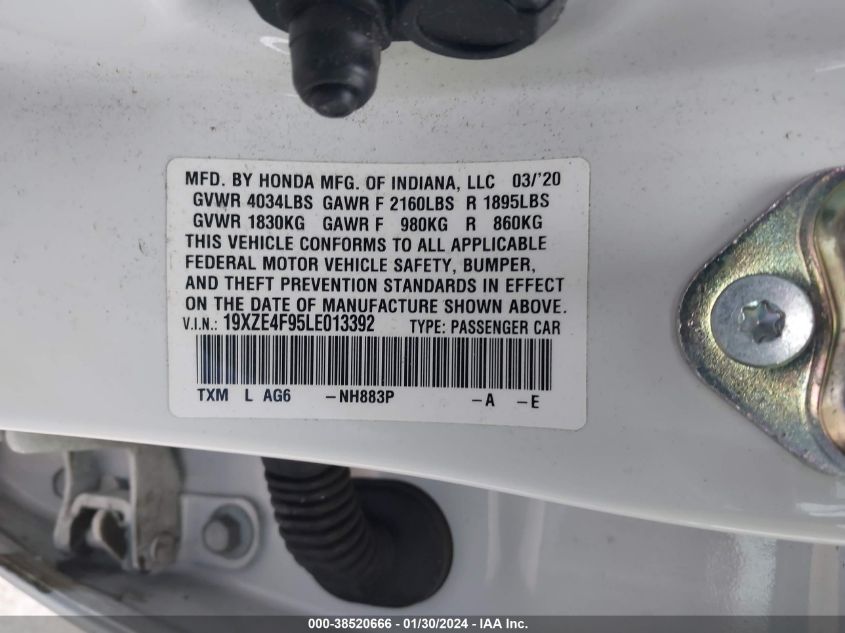 MFD. BY HONDA MFG. OF INDIANA, LLC 03/'20
GVWR 4034LBS GAWR F 2160LBS R 1895LBS
GVWR 1830KG GAWR F 980KG R 860KG
THIS VEHICLE CONFORMS TO ALL APPLICABLE
FEDERAL MOTOR VEHICLE SAFETY, BUMPER,
AND THEFT PREVENTION STANDARDS IN EFFECT
ON THE DATE OF MANUFACTURE SHOWN ABOVE.
V.I.N.: 19XZE4F95LE013392 TYPE: PASSENGER CAR
TXM L AG6 -NH883P -A -E
000-38520666 - 01/30/2024 - IAA Inc.